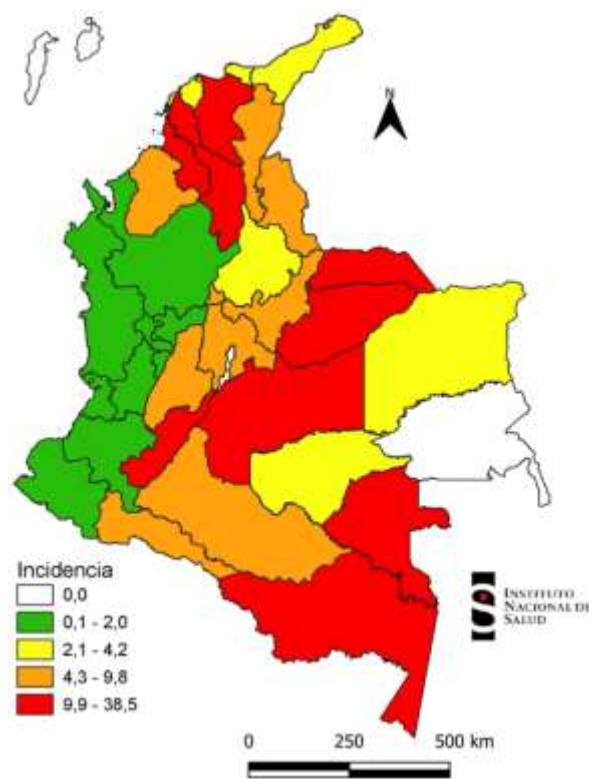 N
Incidencia
0,0
0,1 - 2,0
2,1 - 4,2
4,3 - 9,8
9,9 - 38,5
INSTITUTO
NACIONAL DE
SALUD
0 250 500 km